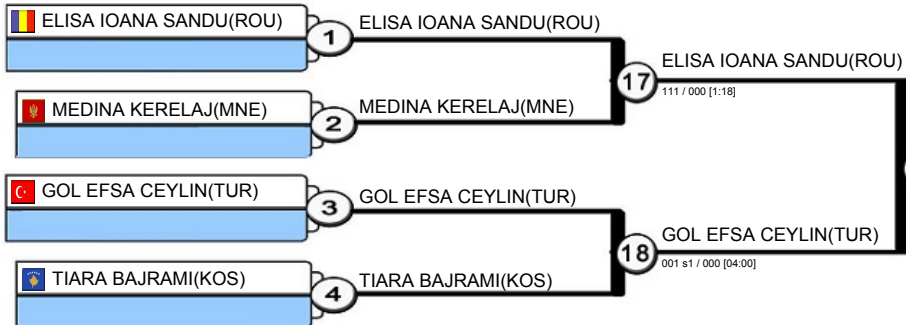 ELISA IOANA SANDU(ROU)
1
ELISA IOANA SANDU(ROU)
MEDINA KERELAJ(MNE)
2
MEDINA KERELAJ(MNE)
17
ELISA IOANA SANDU(ROU)
111 / 000 [1:18]
GOL EFSA CEYLIN(TUR)
3
GOL EFSA CEYLIN(TUR)
TIARA BAJRAMI(KOS)
4
TIARA BAJRAMI(KOS)
18
GOL EFSA CEYLIN(TUR)
001 s1 / 000 [04:00]